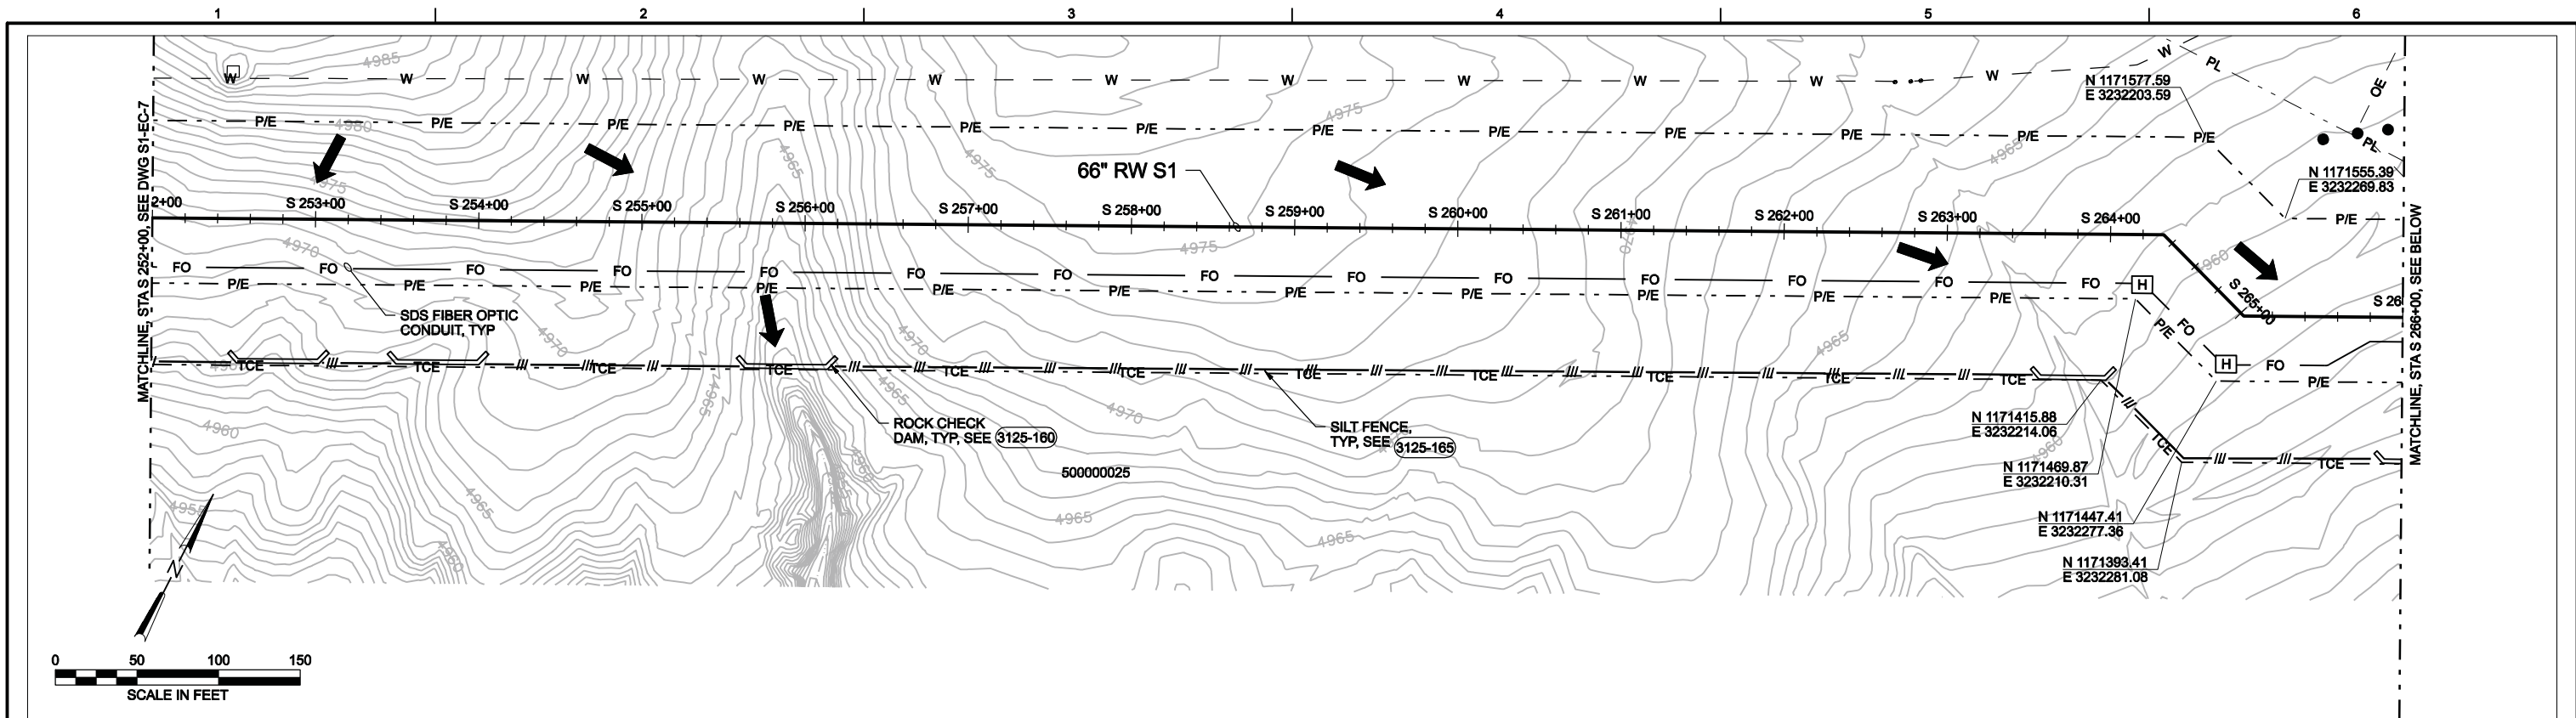 1 2 3 4 5 6
4985
W W W W W W W W W W W W
PL
OE
N 1171577.59
E 3232203.59
4975
4980
P/E P/E P/E P/E P/E P/E P/E P/E P/E P/E P/E P/E
4965
4975
4965
PL
66" RW S1
4975
N 1171555.39
E 3232269.83
MATCHLINE, STA S 252+00, SEE DWG S1-EC-7
2+00 S 253+00 S 254+00 S 255+00 S 256+00 S 257+00 S 258+00 S 259+00 S 260+00 S 261+00 S 262+00 S 263+00 S 264+00
P/E
4970
4975
4970
4960
S 265+00
S 26
MATCHLINE, STA S 266+00, SEE BELOW
FO FO FO FO FO FO FO FO FO FO FO FO FO FO
H
P/E P/E P/E P/E P/E P/E P/E P/E P/E P/E P/E
SDS FIBER OPTIC
CONDUIT, TYP
FO
P/E
4970
4970
4965
H
FO
P/E
TCE TCE TCE TCE TCE TCE TCE TCE TCE TCE TCE
4965
4965
4970
ROCK CHECK
DAM, TYP, SEE 3125-160
SILT FENCE,
TYP, SEE 3125-165
N 1171415.88
E 3232214.06
TCE
4960
4960
4960
TCE
500000025
N 1171469.87
E 3232210.31
4955
4965
4965
4965
N 1171447.41
E 3232277.36
4960
N 1171393.41
E 3232281.08
N
0 50 100 150
SCALE IN FEET